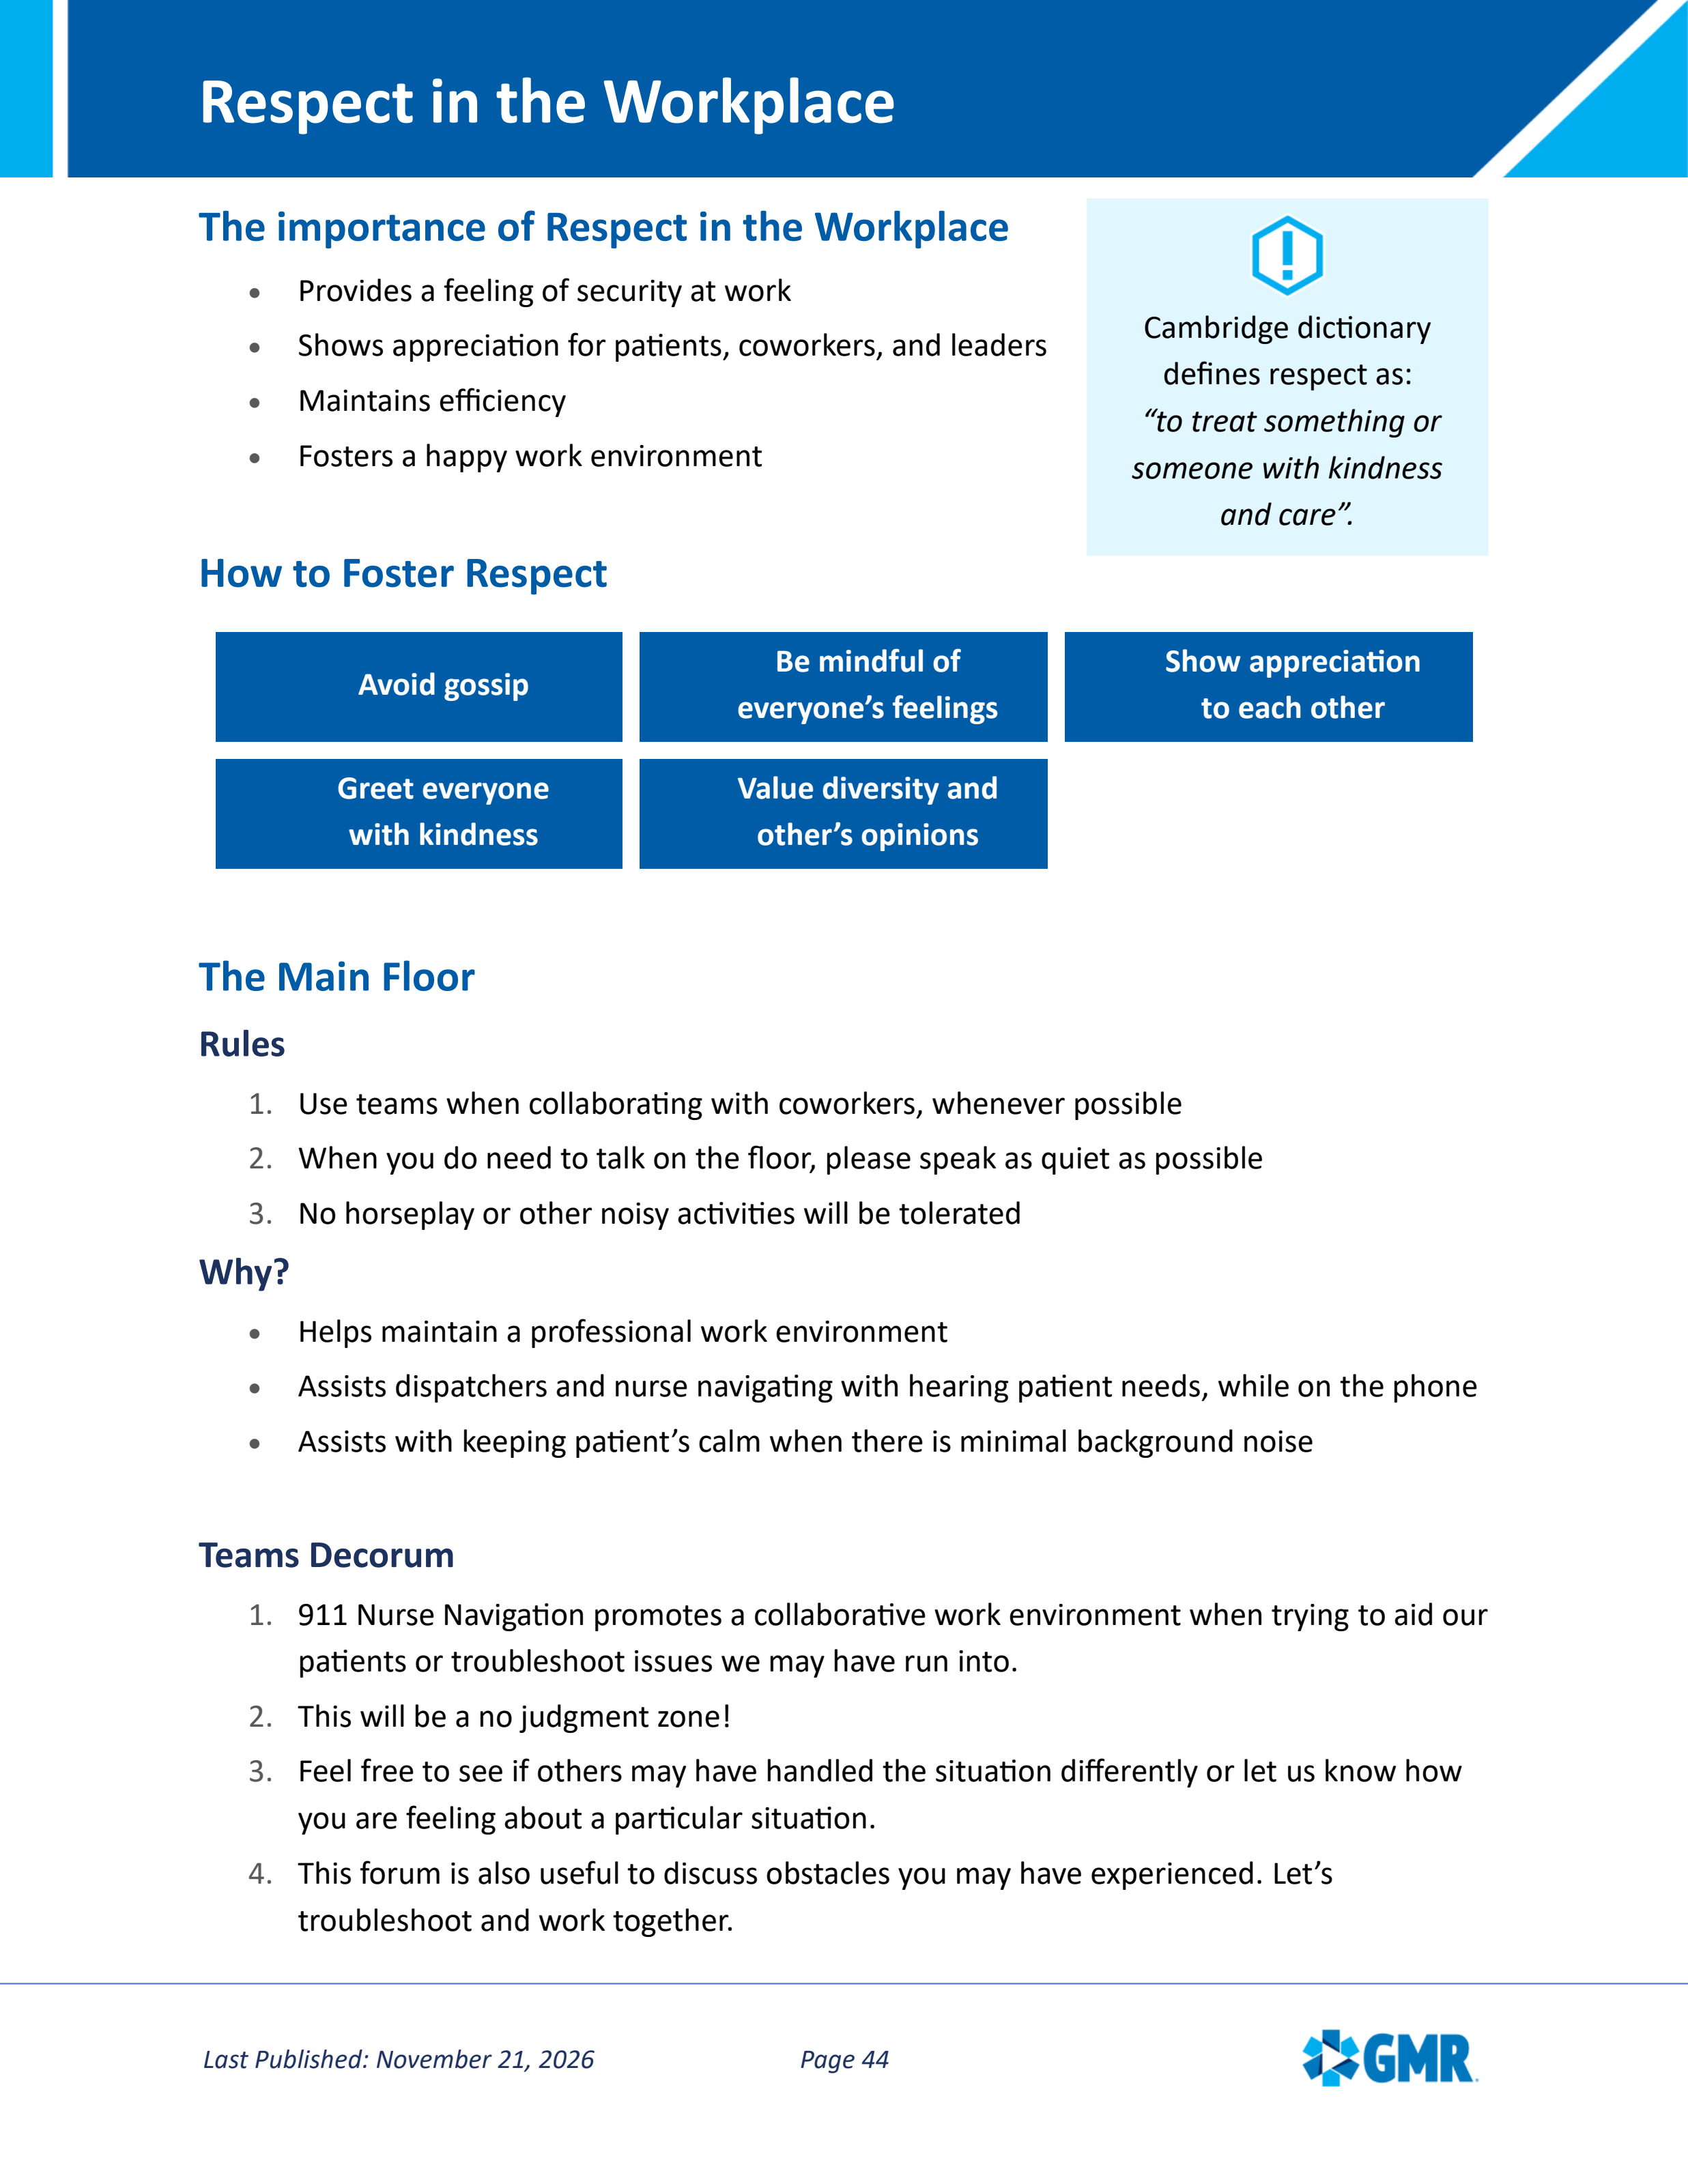 Respect in the Workplace
The importance of Respect in the Workplace
• Provides a feeling of security at work
• Shows appreciation for patients, coworkers, and leaders
• Maintains efficiency
• Fosters a happy work environment
Cambridge dictionary
defines respect as:
“to treat something or
someone with kindness
and care”.
How to Foster Respect
Avoid gossip
Be mindful of
everyone’s feelings
Show appreciation
to each other
Greet everyone
with kindness
Value diversity and
other’s opinions
The Main Floor
Rules
1. Use teams when collaborating with coworkers, whenever possible
2. When you do need to talk on the floor, please speak as quiet as possible
3. No horseplay or other noisy activities will be tolerated
Why?
• Helps maintain a professional work environment
• Assists dispatchers and nurse navigating with hearing patient needs, while on the phone
• Assists with keeping patient’s calm when there is minimal background noise
Teams Decorum
1. 911 Nurse Navigation promotes a collaborative work environment when trying to aid our
patients or troubleshoot issues we may have run into.
2. This will be a no judgment zone!
3. Feel free to see if others may have handled the situation differently or let us know how
you are feeling about a particular situation.
4. This forum is also useful to discuss obstacles you may have experienced. Let’s
troubleshoot and work together.
Last Published: November 21, 2026
Page 44
GMR